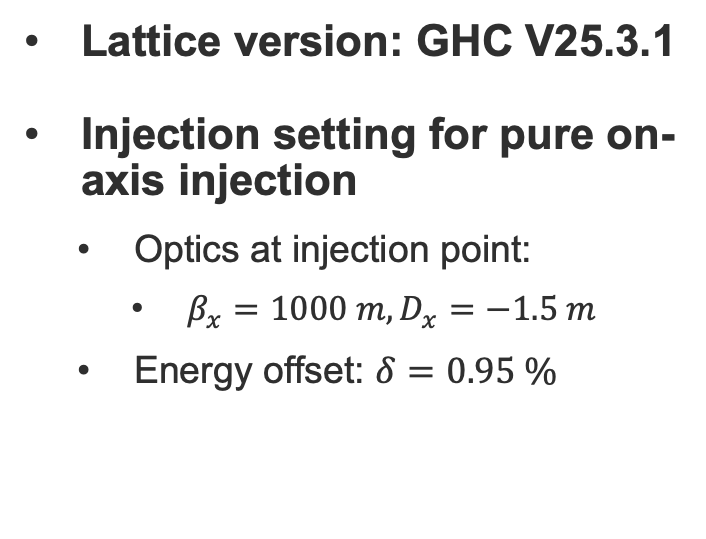 • Lattice version: GHC V25.3.1
• Injection setting for pure on-
axis injection
• Optics at injection point:
• βₓ = 1000 m, Dₓ = −1.5 m
• Energy offset: δ = 0.95 %